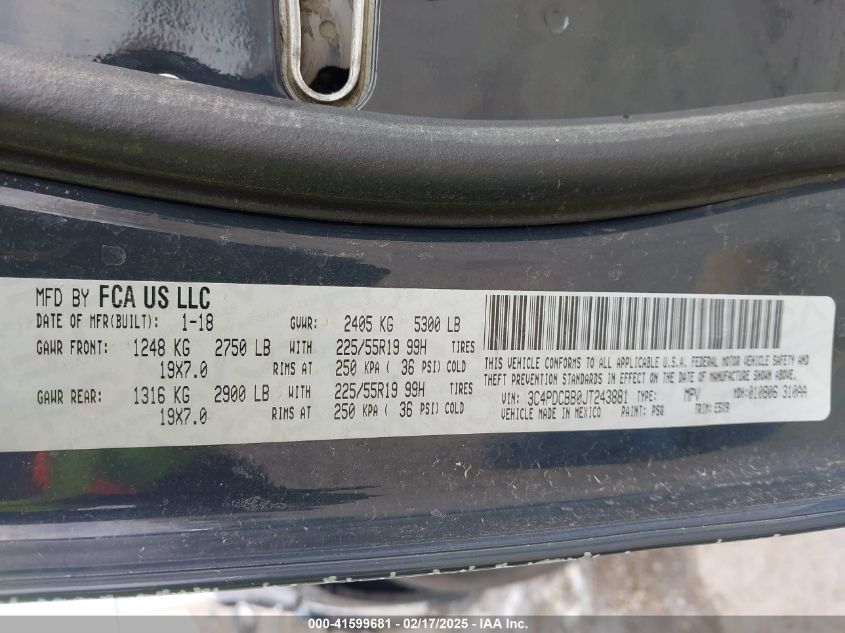 MFD BY FCA US LLC
DATE OF MFR(BUILT): 1-18 GVWR: 2405 KG 5300 LB
GAWR FRONT: 1248 KG 2750 LB WITH 225/55R19 99H TIRES
19X7.0 RIMS AT 250 KPA ( 36 PSI) COLD
GAWR REAR: 1316 KG 2900 LB WITH 225/55R19 99H TIRES
19X7.0 RIMS AT 250 KPA ( 36 PSI) COLD
THIS VEHICLE CONFORMS TO ALL APPLICABLE U.S.A. FEDERAL MOTOR VEHICLE SAFETY AND
THEFT PREVENTION STANDARDS IN EFFECT ON THE DATE OF MANUFACTURE SHOWN ABOVE.
VIN: 3C4PDCBB0JT243881 TYPE: MPV MDH: 010806 310AA
VEHICLE MADE IN MEXICO PAINT: TRIM:
000-41599681 - 02/17/2025 - IAA Inc.